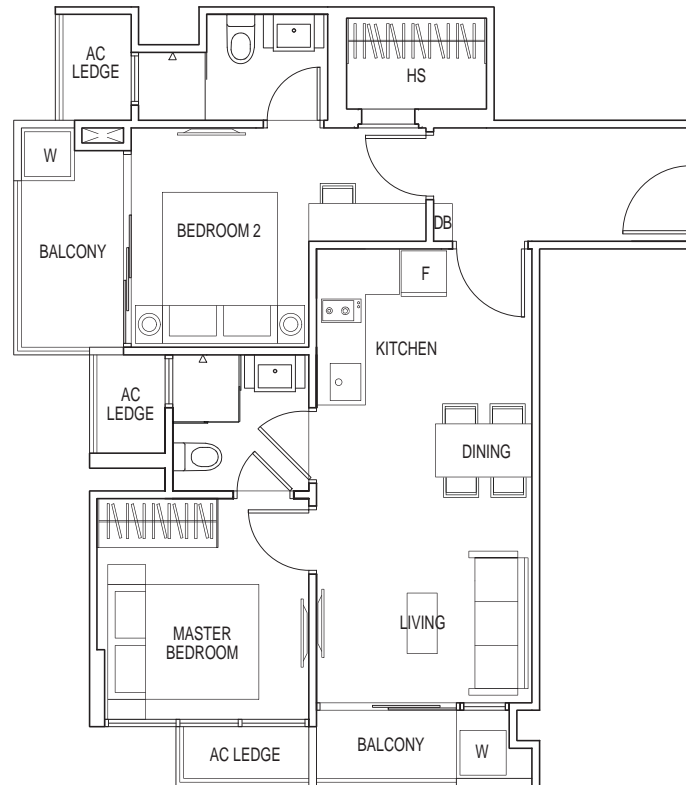 AC
LEDGE
HS
W
BEDROOM 2
DB
BALCONY
F
KITCHEN
AC
LEDGE
DINING
LIVING
MASTER
BEDROOM
AC LEDGE
BALCONY
W